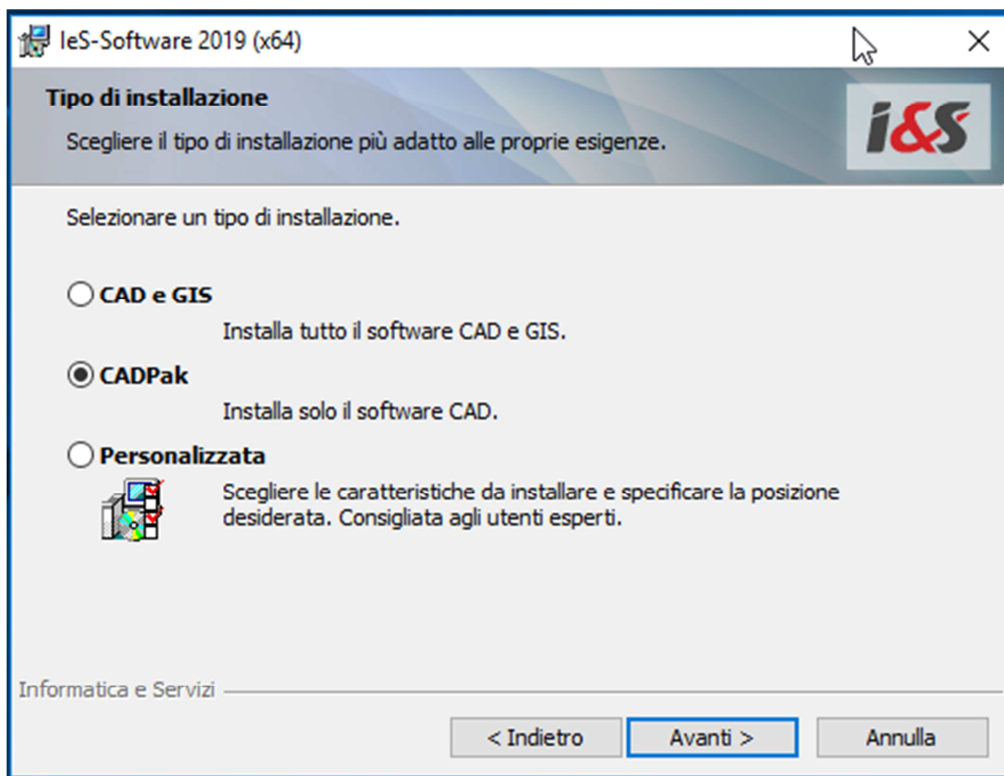 IeS-Software 2019 (x64)
Tipo di installazione
Scegliere il tipo di installazione più adatto alle proprie esigenze.
i&S
Selezionare un tipo di installazione.
CAD e GIS
Installa tutto il software CAD e GIS.
CADPak
Installa solo il software CAD.
Personalizzata
Scegliere le caratteristiche da installare e specificare la posizione
desiderata. Consigliata agli utenti esperti.
Informatica e Servizi
< Indietro
Avanti >
Annulla